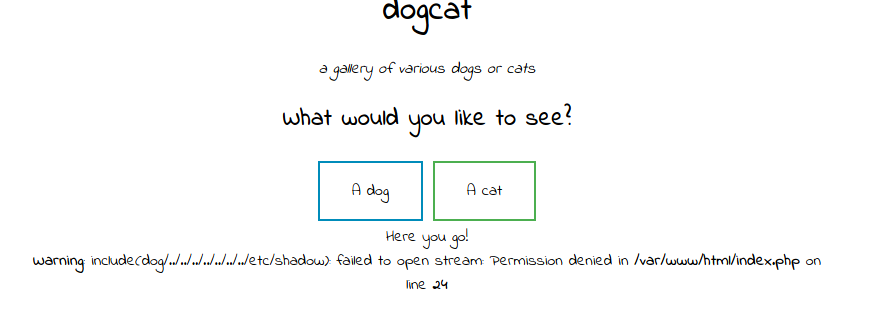 dogcat
a gallery of various dogs or cats
What would you like to see?
A dog
A cat
Here you go!
Warning: include(dog/../../../../../../../etc/shadow): failed to open stream: Permission denied in /var/www/html/index.php on
line 24